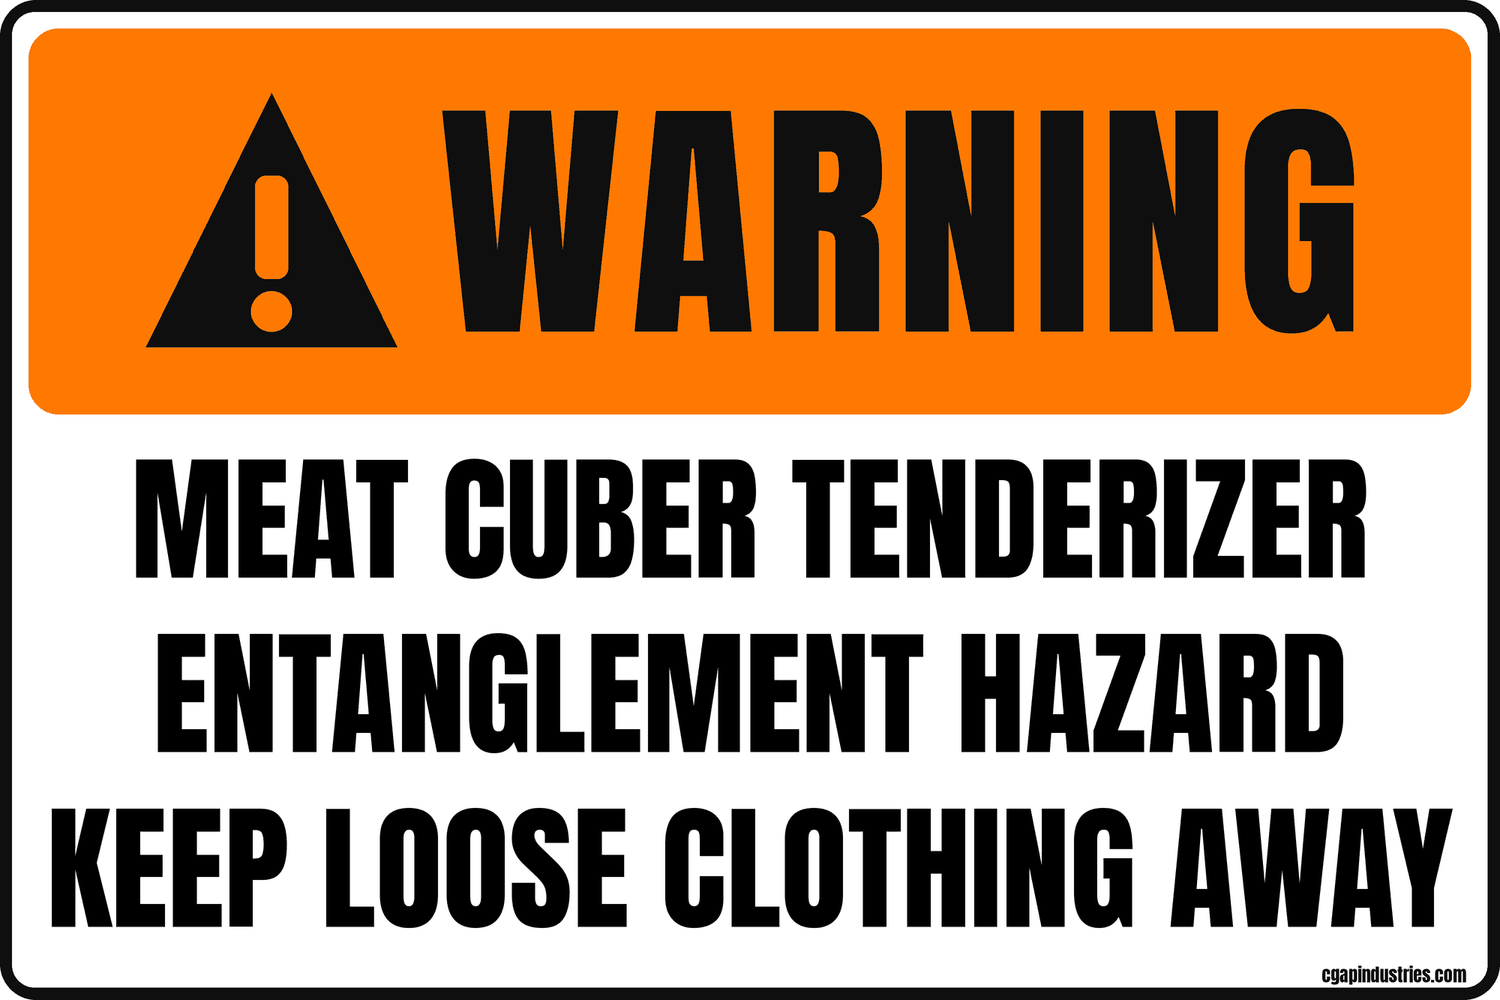 WARNING
MEAT CUBER TENDERIZER
ENTANGLEMENT HAZARD
KEEP LOOSE CLOTHING AWAY
cgapindustries.com